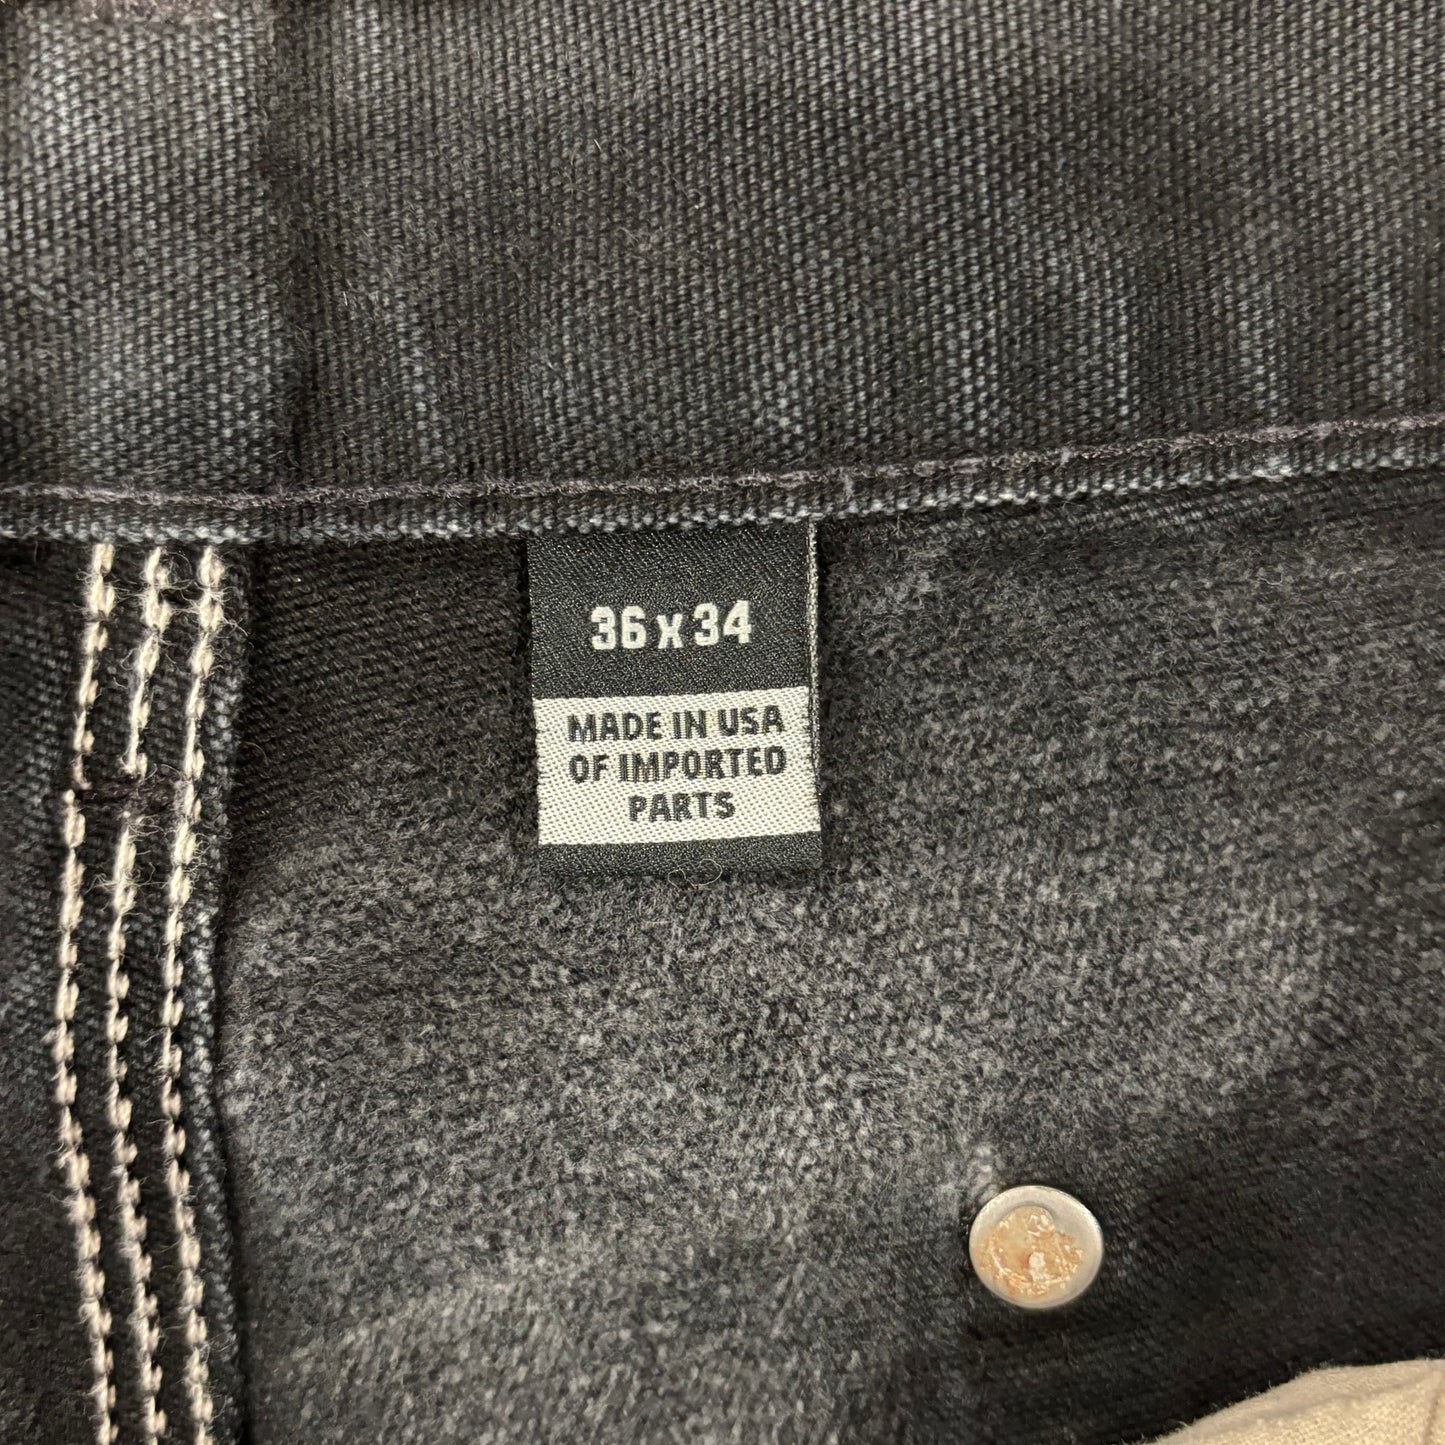 36 x 34
MADE IN USA
OF IMPORTED
PARTS